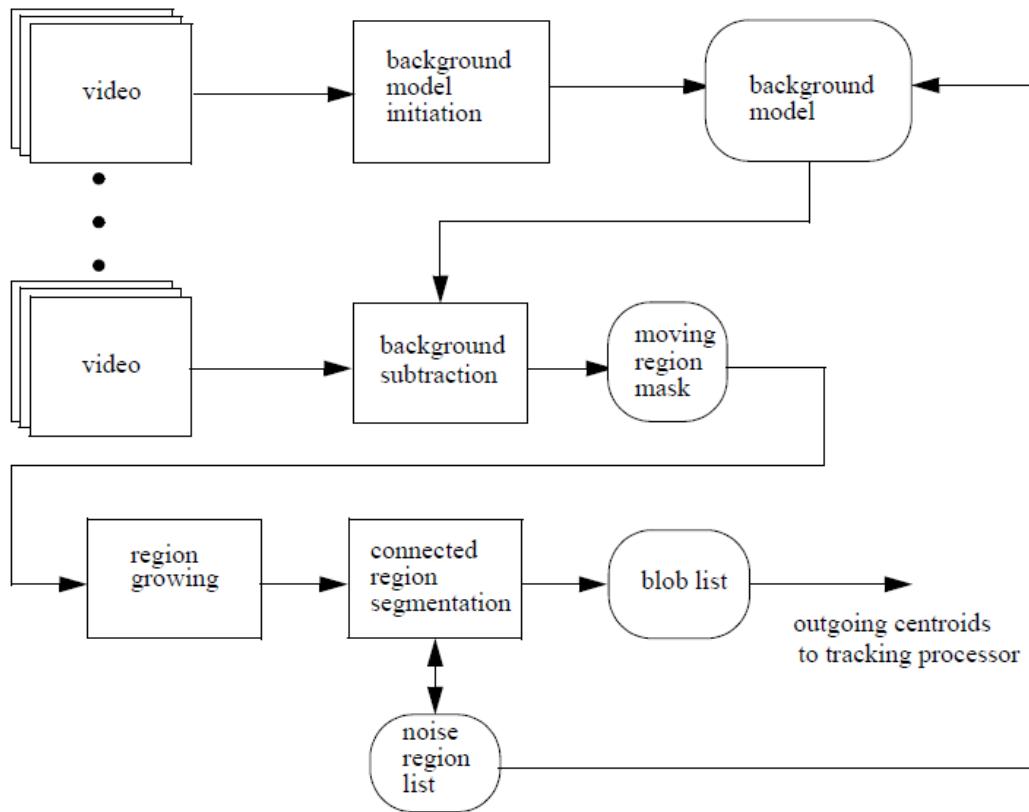 video
background
model
initiation
background
model
video
background
subtraction
moving
region
mask
region
growing
connected
region
segmentation
blob list
outgoing centroids
to tracking processor
noise
region
list